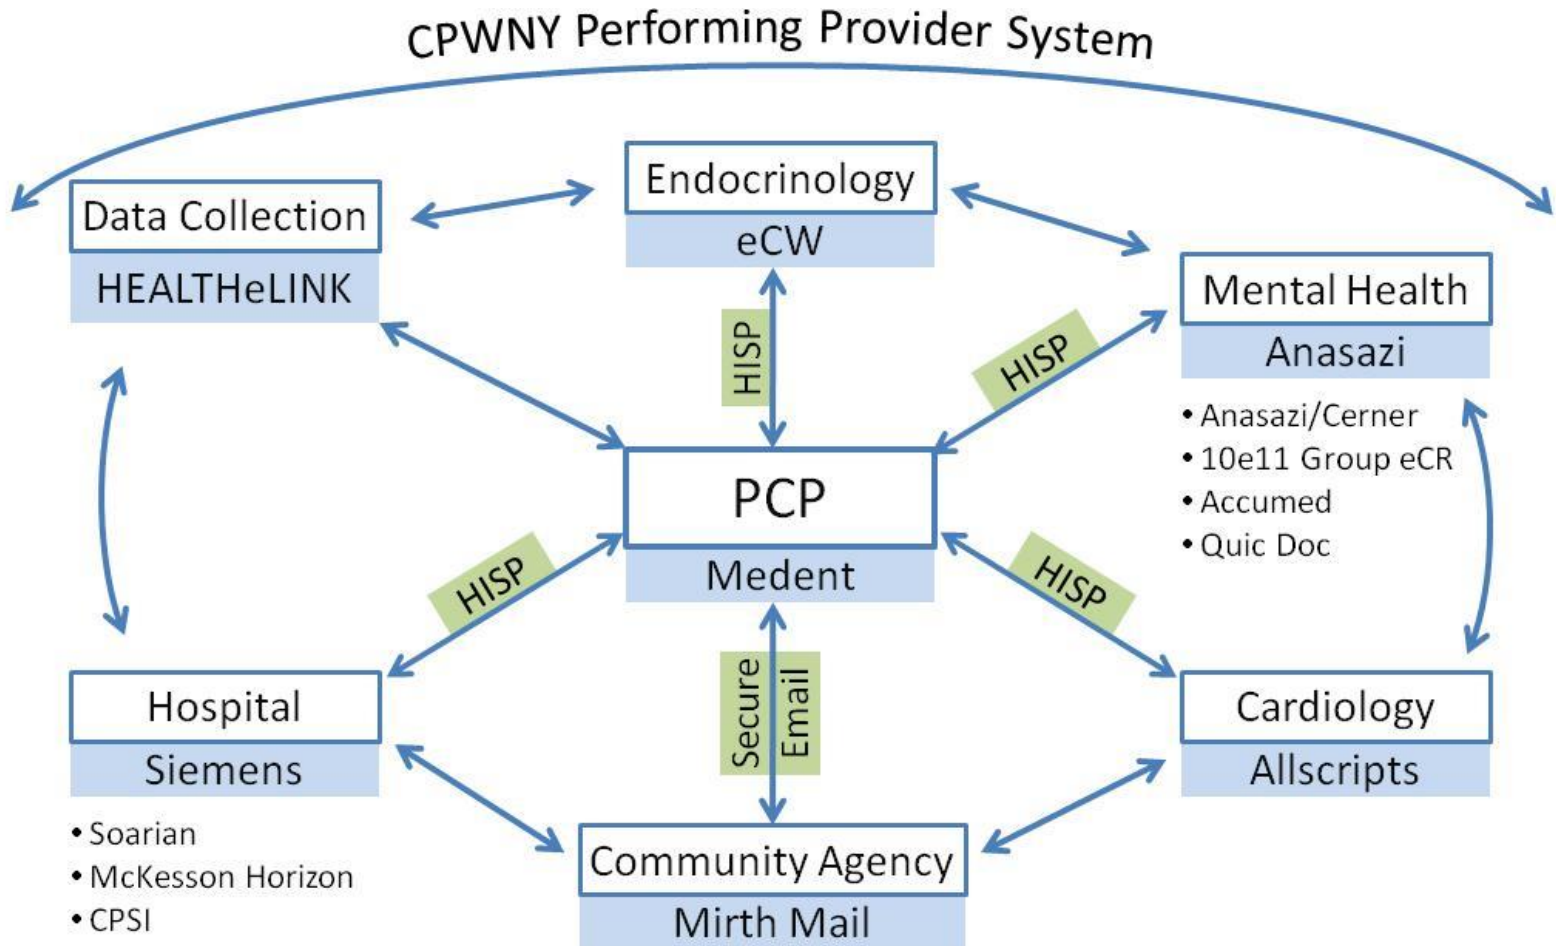 CPWNY Performing Provider System
Endocrinology
eCW
Data Collection
HEALTHeLINK
Mental Health
Anasazi
• Anasazi/Cerner
• 10e11 Group eCR
• Accumed
• Quic Doc
HISP
HISP
PCP
Medent
HISP
HISP
Secure
Email
Hospital
Siemens
• Soarian
• McKesson Horizon
• CPSI
Cardiology
Allscripts
Community Agency
Mirth Mail